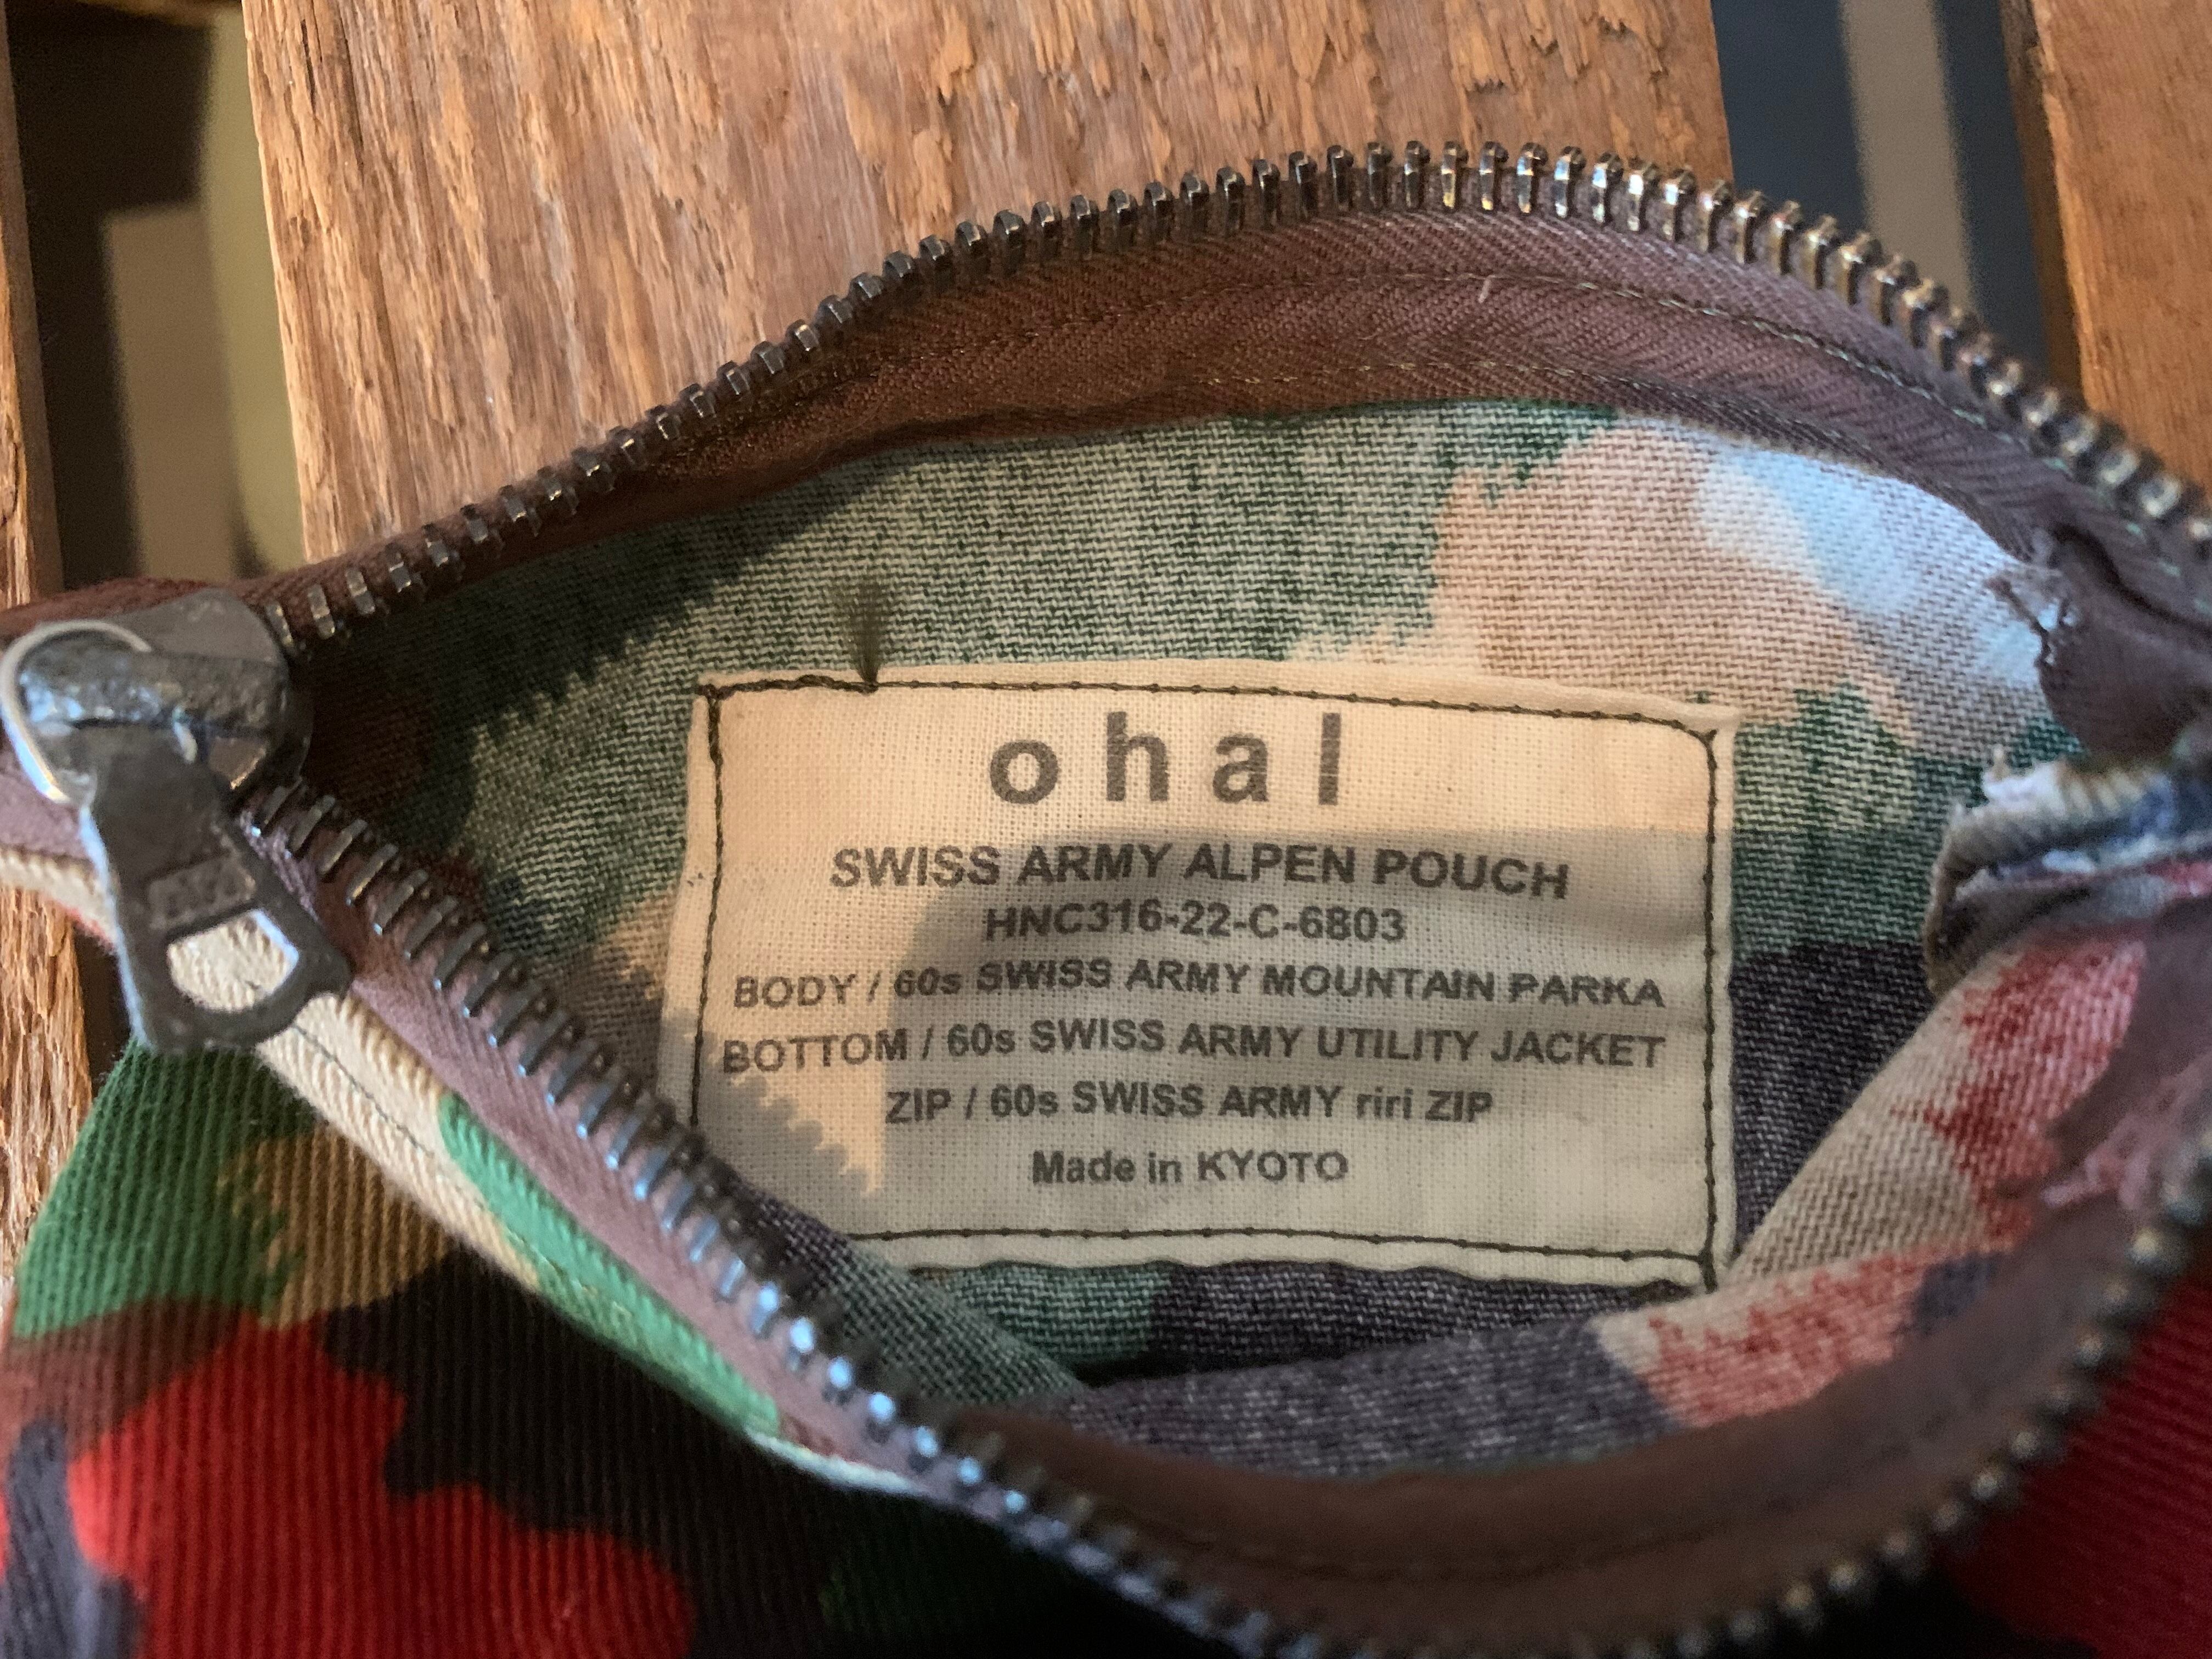 ohal
SWISS ARMY ALPEN POUCH
HNC316-22-C-6803
BODY / 60s SWISS ARMY MOUNTAIN PARKA
BOTTOM / 60s SWISS ARMY UTILITY JACKET
ZIP / 60s SWISS ARMY riri ZIP
Made in KYOTO